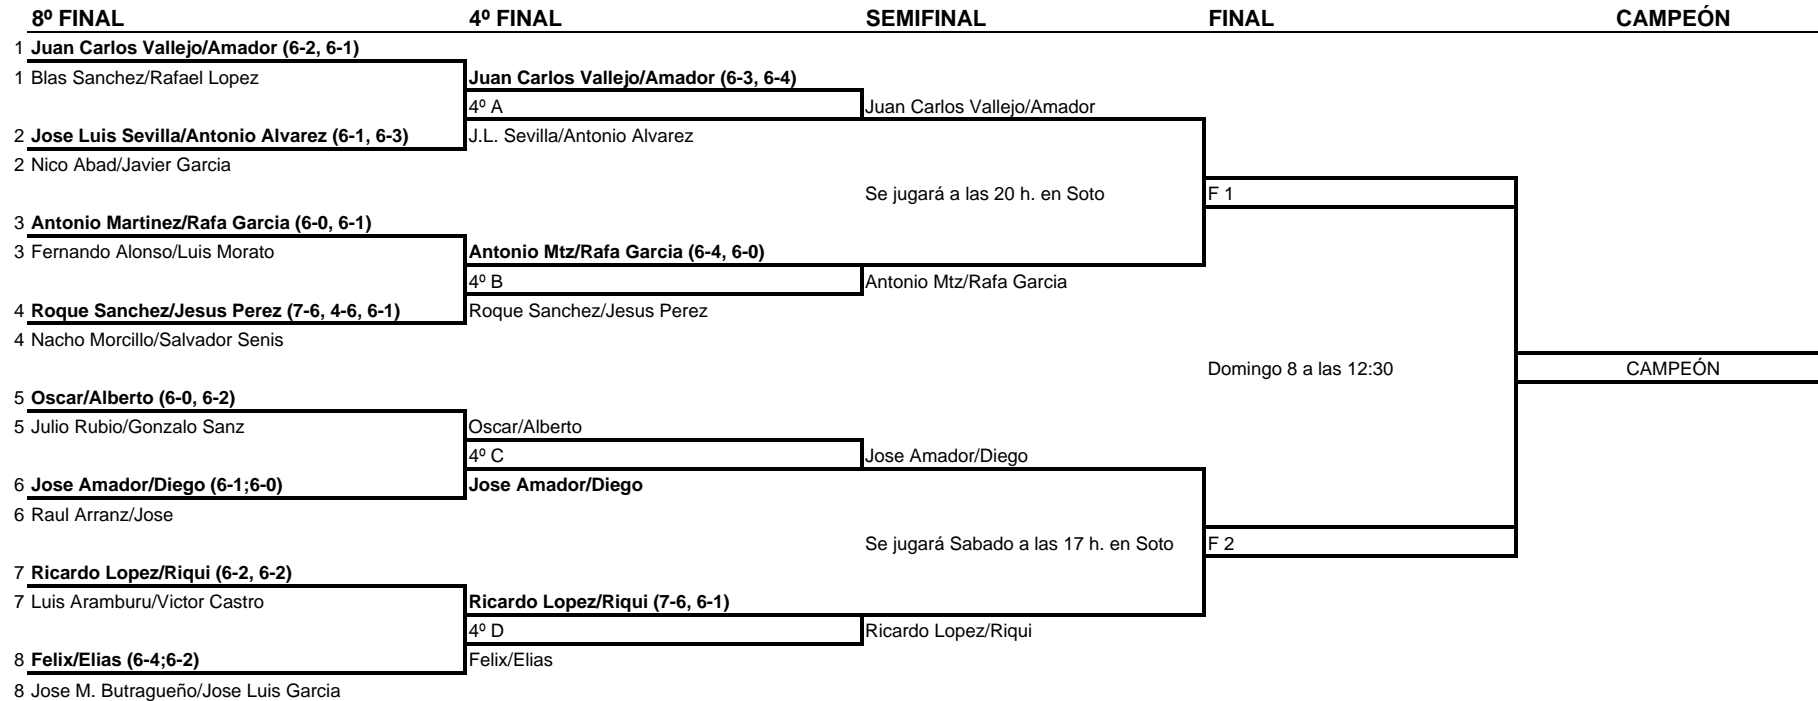 8º FINAL 4º FINAL SEMIFINAL FINAL CAMPEÓN
1 Juan Carlos Vallejo/Amador (6-2, 6-1)
1 Blas Sanchez/Rafael Lopez Juan Carlos Vallejo/Amador (6-3, 6-4)
4º A Juan Carlos Vallejo/Amador
2 Jose Luis Sevilla/Antonio Alvarez (6-1, 6-3) J.L. Sevilla/Antonio Alvarez
2 Nico Abad/Javier Garcia
Se jugará a las 20 h. en Soto F 1
3 Antonio Martinez/Rafa Garcia (6-0, 6-1)
3 Fernando Alonso/Luis Morato Antonio Mtz/Rafa Garcia (6-4, 6-0)
4º B Antonio Mtz/Rafa Garcia
4 Roque Sanchez/Jesus Perez (7-6, 4-6, 6-1) Roque Sanchez/Jesus Perez
4 Nacho Morcillo/Salvador Senis
Domingo 8 a las 12:30 CAMPEÓN
5 Oscar/Alberto (6-0, 6-2)
5 Julio Rubio/Gonzalo Sanz Oscar/Alberto
4º C Jose Amador/Diego
6 Jose Amador/Diego (6-1;6-0) Jose Amador/Diego
6 Raul Arranz/Jose
Se jugará Sabado a las 17 h. en Soto F 2
7 Ricardo Lopez/Riqui (6-2, 6-2)
7 Luis Aramburu/Victor Castro Ricardo Lopez/Riqui (7-6, 6-1)
4º D Ricardo Lopez/Riqui
8 Felix/Elias (6-4;6-2) Felix/Elias
8 Jose M. Butragueño/Jose Luis Garcia